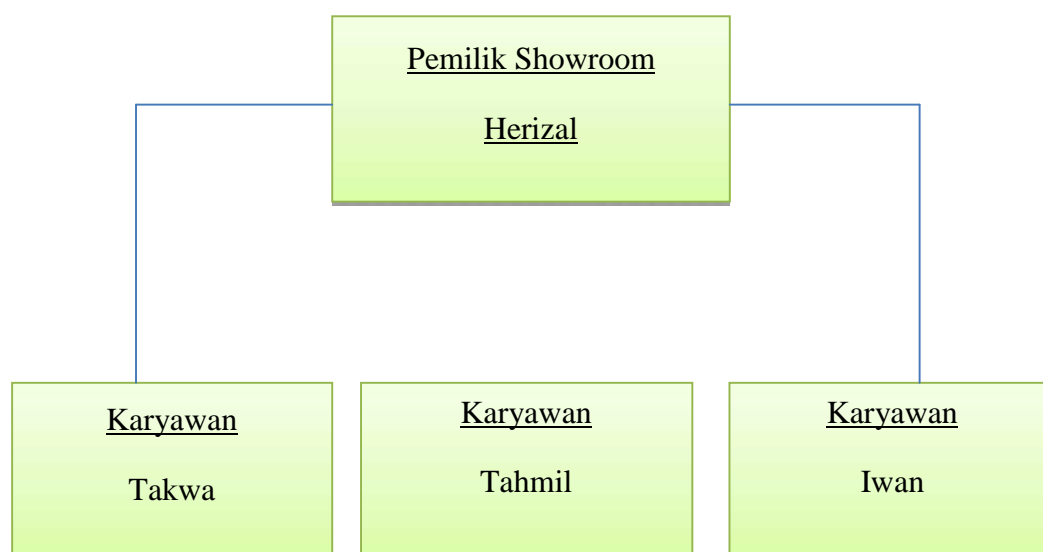 Pemilik Showroom
Herizal
Karyawan
Takwa
Karyawan
Tahmil
Karyawan
Iwan